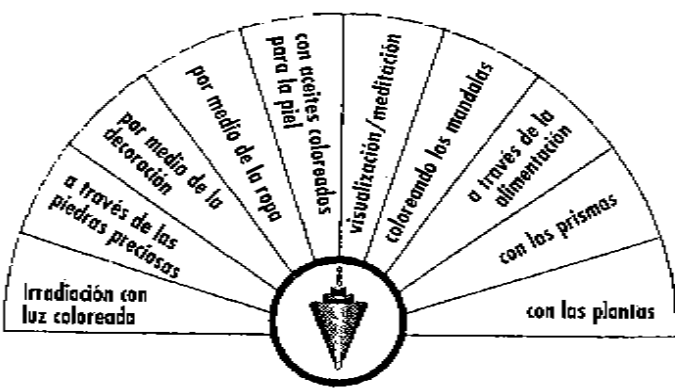 Irradiación con
luz coloreada
a través de las
piedras preciosas
por medio de la
decoración
por medio de la ropa
con aceites coloreados
para la piel
visualización/meditación
coloreando los mandalas
a través de la
alimentación
con los prismas
con las plantas